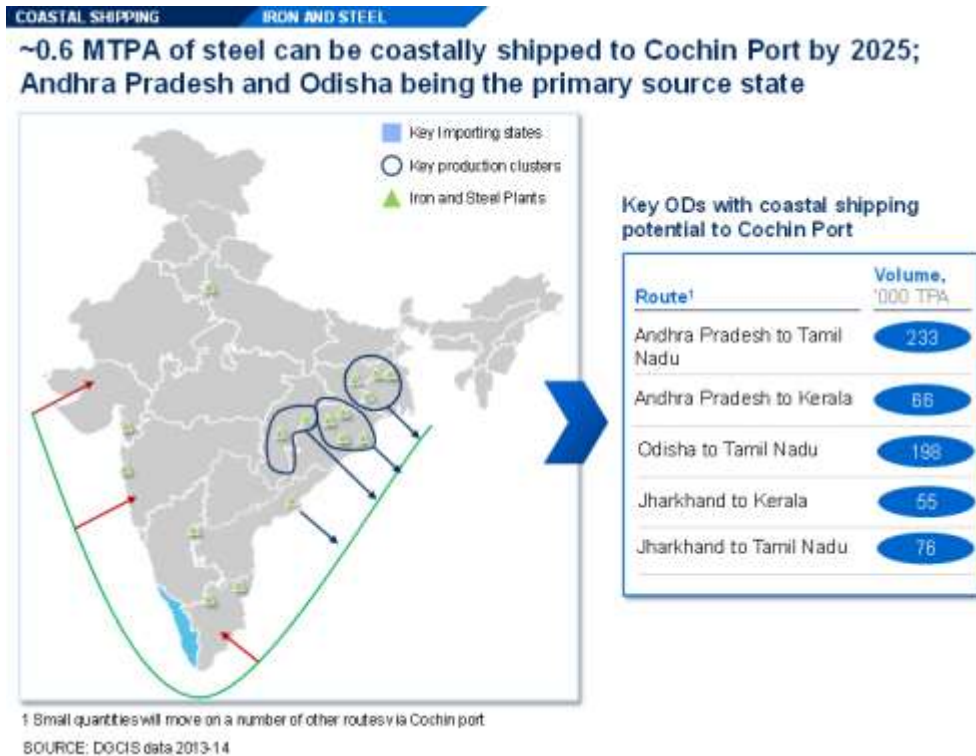 COASTAL SHIPPING
IRON AND STEEL
~0.6 MTPA of steel can be coastally shipped to Cochin Port by 2025;
Andhra Pradesh and Odisha being the primary source state
Key Importing states
Key production clusters
Iron and Steel Plants
Key ODs with coastal shipping
potential to Cochin Port
Route¹
Volume,
'000 TPA
Andhra Pradesh to Tamil
Nadu
233
Andhra Pradesh to Kerala
66
Odisha to Tamil Nadu
198
Jharkhand to Kerala
55
Jharkhand to Tamil Nadu
76
1 Small quantities will move on a number of other routes via Cochin port
SOURCE: DGCIS data 2013-14